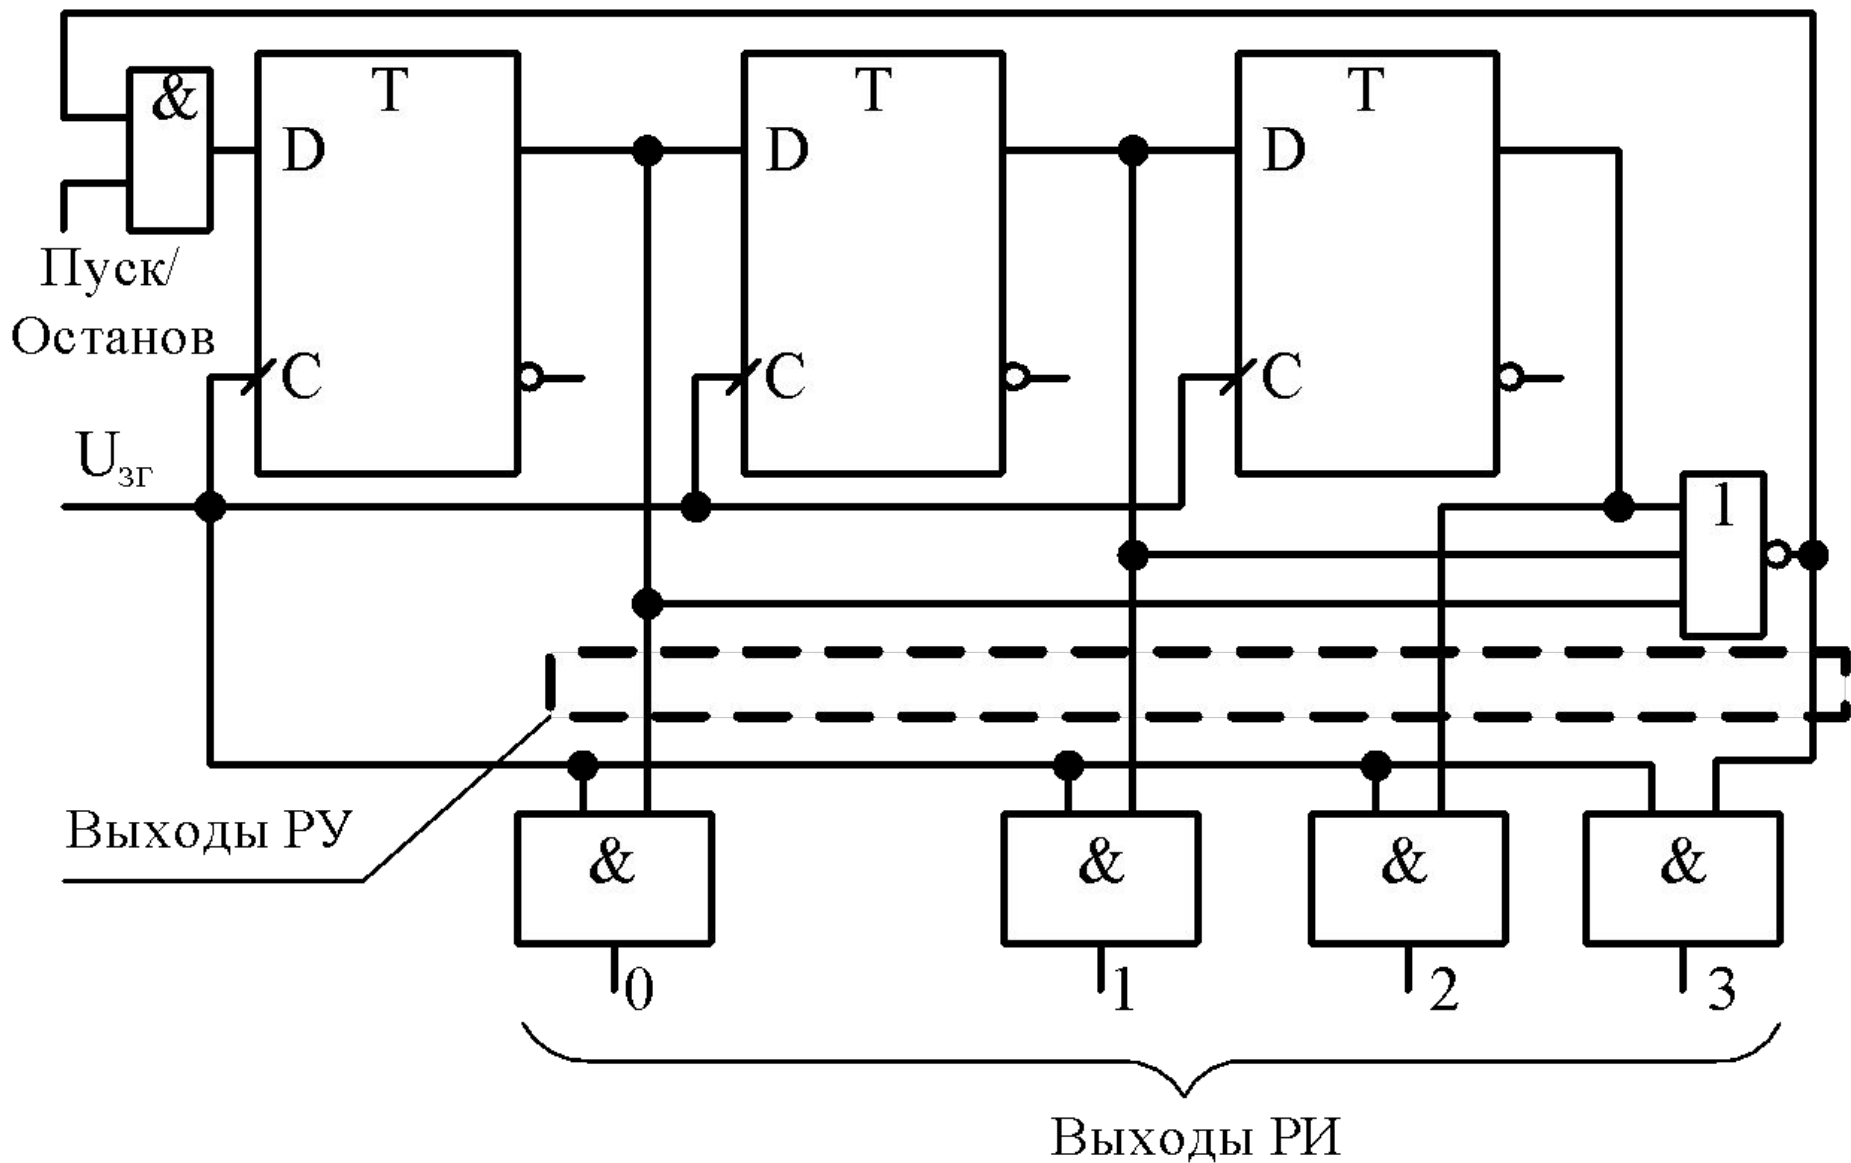 & T T T
D D D
Пуск/
Останов
C C C
Uзг
1
Выходы РУ
& & & &
0 1 2 3
Выходы РИ